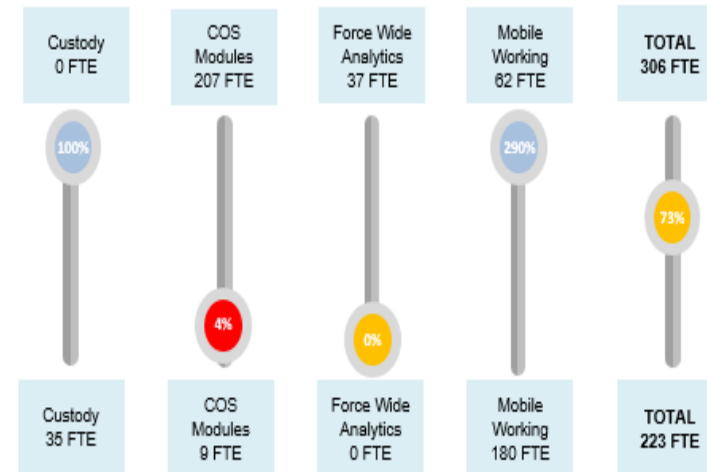 Custody
0 FTE
COS
Modules
207 FTE
Force Wide
Analytics
37 FTE
Mobile
Working
62 FTE
TOTAL
306 FTE
100%
4%
0%
290%
73%
Custody
35 FTE
COS
Modules
9 FTE
Force Wide
Analytics
0 FTE
Mobile
Working
180 FTE
TOTAL
223 FTE